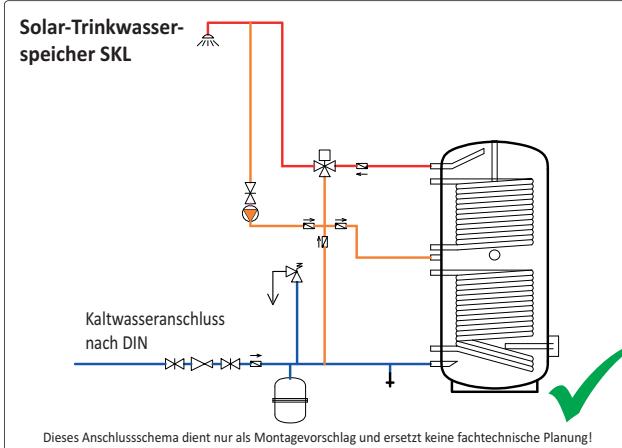 Solar-Trinkwasser-
speicher SKL
Kaltwasseranschluss
nach DIN
Dieses Anschlussschema dient nur als Montagevorschlag und ersetzt keine fachtechnische Planung!